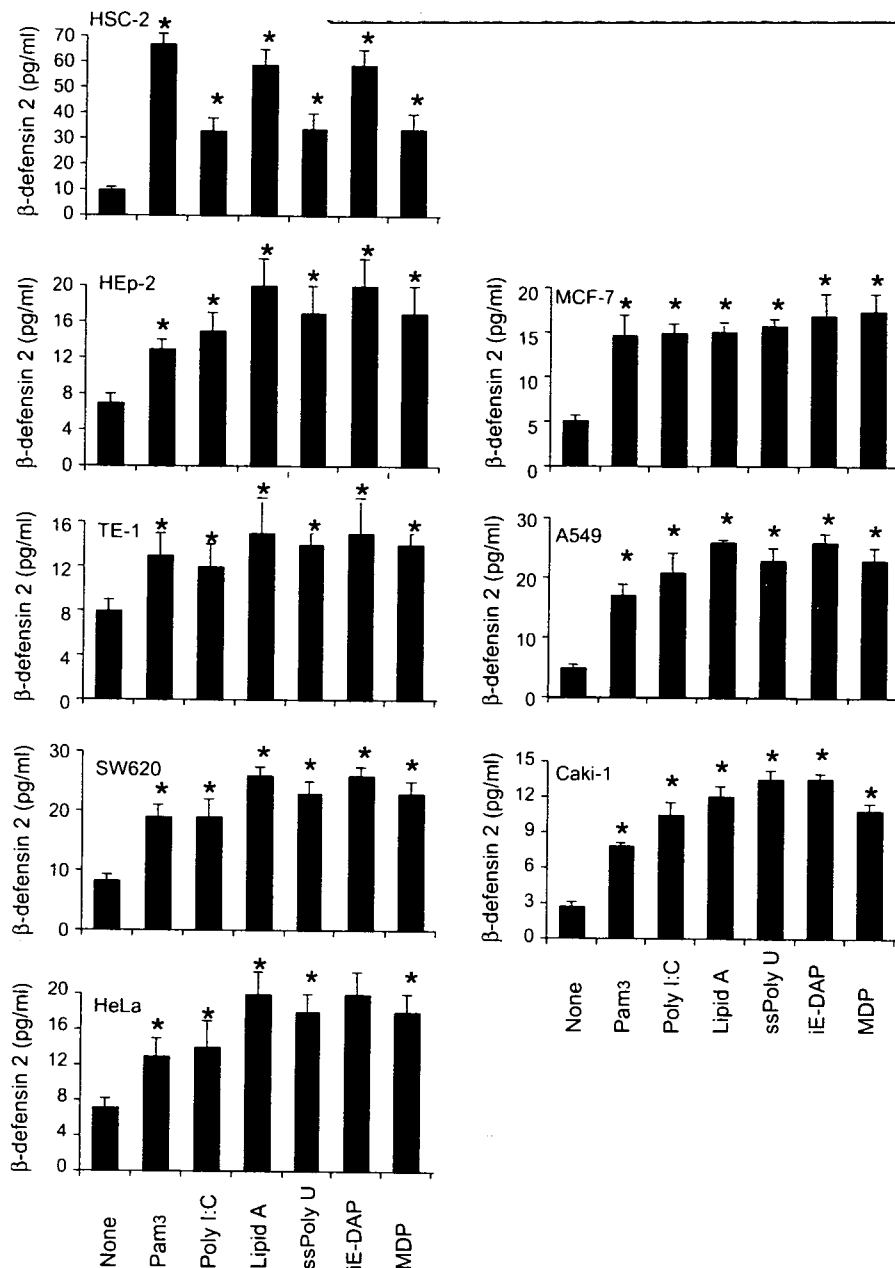 HSC-2
β-defensin 2 (pg/ml)
70
60
50
40
30
20
10
0
* * * * * *
HEp-2
β-defensin 2 (pg/ml)
20
16
12
8
4
0
* * * * * *
TE-1
β-defensin 2 (pg/ml)
16
12
8
4
0
* * * * * *
SW620
β-defensin 2 (pg/ml)
30
20
10
0
* * * * * *
HeLa
β-defensin 2 (pg/ml)
20
16
12
8
4
0
* * * * *
None
Pam3
Poly I:C
Lipid A
ssPoly U
iE-DAP
MDP
MCF-7
β-defensin 2 (pg/ml)
20
15
10
5
0
* * * * * *
A549
β-defensin 2 (pg/ml)
30
20
10
0
* * * * * *
Caki-1
β-defensin 2 (pg/ml)
15
12
9
6
3
0
* * * * * *
None
Pam3
Poly I:C
Lipid A
ssPoly U
iE-DAP
MDP